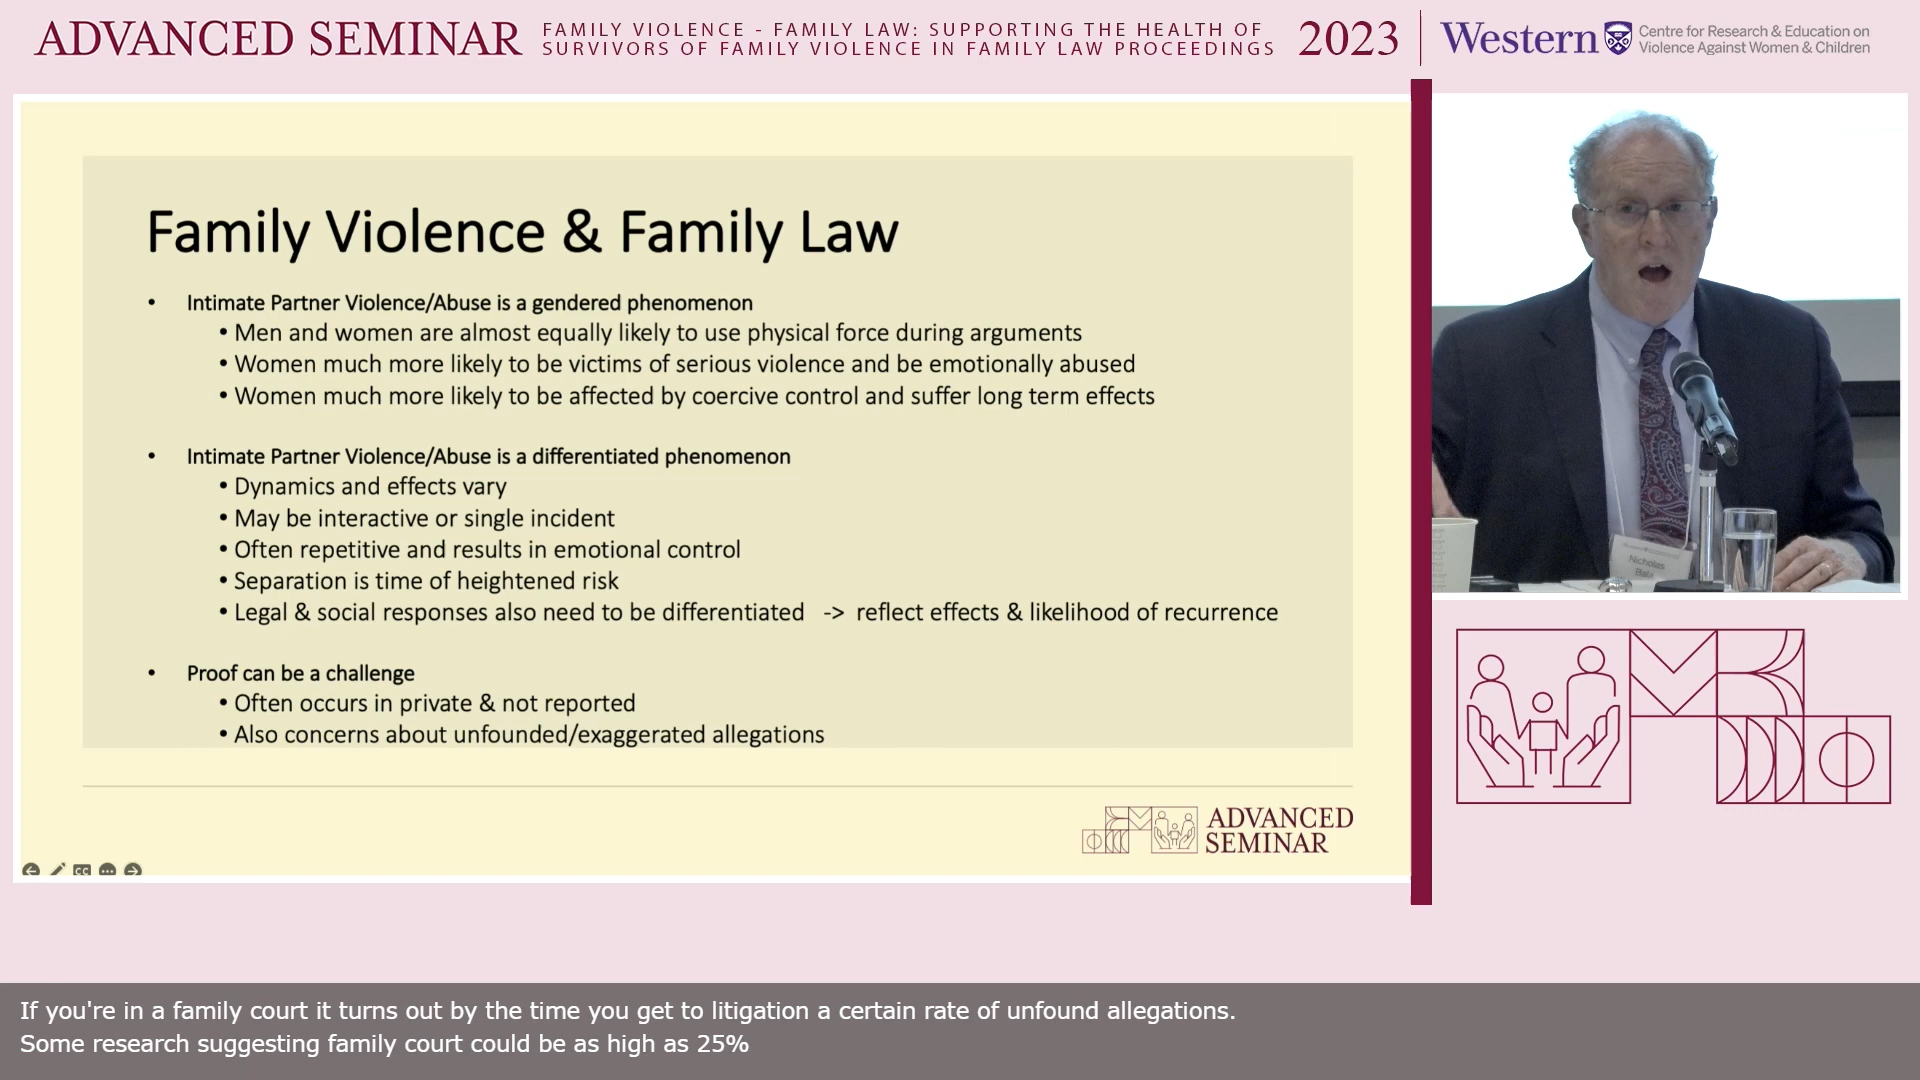 ADVANCED SEMINAR
FAMILY VIOLENCE - FAMILY LAW: SUPPORTING THE HEALTH OF
SURVIVORS OF FAMILY VIOLENCE IN FAMILY LAW PROCEEDINGS
2023
Western
Centre for Research & Education on
Violence Against Women & Children
Family Violence & Family Law
• Intimate Partner Violence/Abuse is a gendered phenomenon
• Men and women are almost equally likely to use physical force during arguments
• Women much more likely to be victims of serious violence and be emotionally abused
• Women much more likely to be affected by coercive control and suffer long term effects
• Intimate Partner Violence/Abuse is a differentiated phenomenon
• Dynamics and effects vary
• May be interactive or single incident
• Often repetitive and results in emotional control
• Separation is time of heightened risk
• Legal & social responses also need to be differentiated -> reflect effects & likelihood of recurrence
• Proof can be a challenge
• Often occurs in private & not reported
• Also concerns about unfounded/exaggerated allegations
ADVANCED
SEMINAR
CC
Nicholas
Bala
If you're in a family court it turns out by the time you get to litigation a certain rate of unfound allegations.
Some research suggesting family court could be as high as 25%